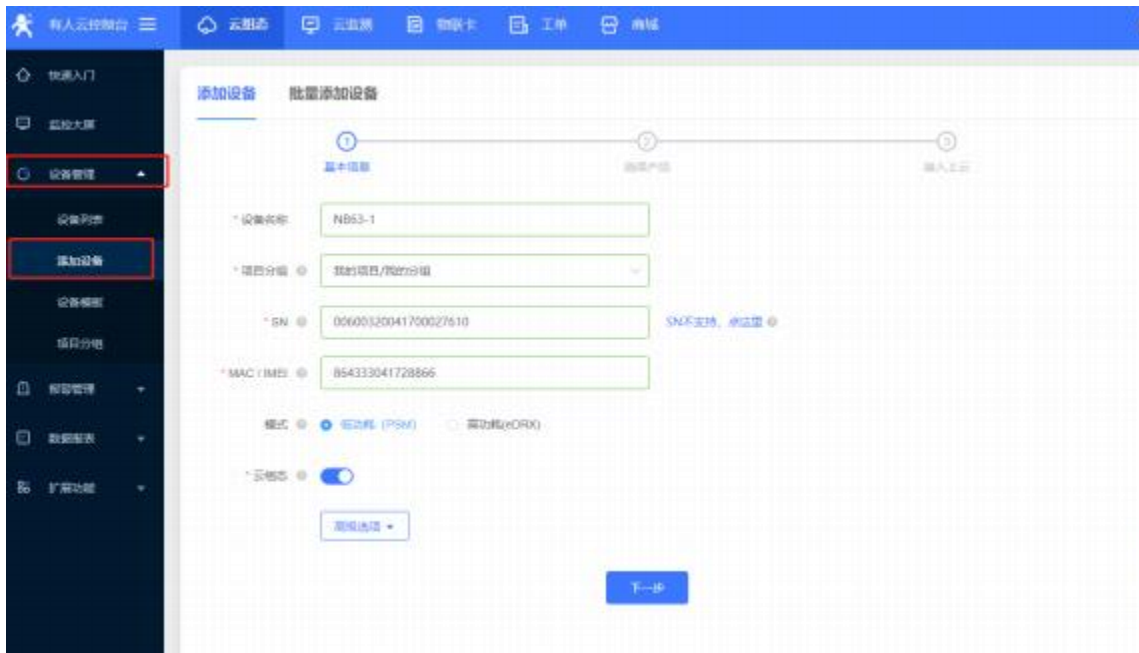 有人云控制台
云组态
云监测
物联卡
工单
商城
快速入门
监控大屏
设备管理
设备列表
添加设备
设备模板
项目分组
报警管理
数据报表
扩展功能
添加设备 批量添加设备
1 2 3
基本信息
*设备名称 NB53-1
*项目分组 我的项目/我的分组
*SN 00600320041700027610 SN不支持，点这里
*MAC / IMEI 864333041728866
模式 低功耗 (PSM) 高功耗(eDRX)
*云组态
高级选项
下一步